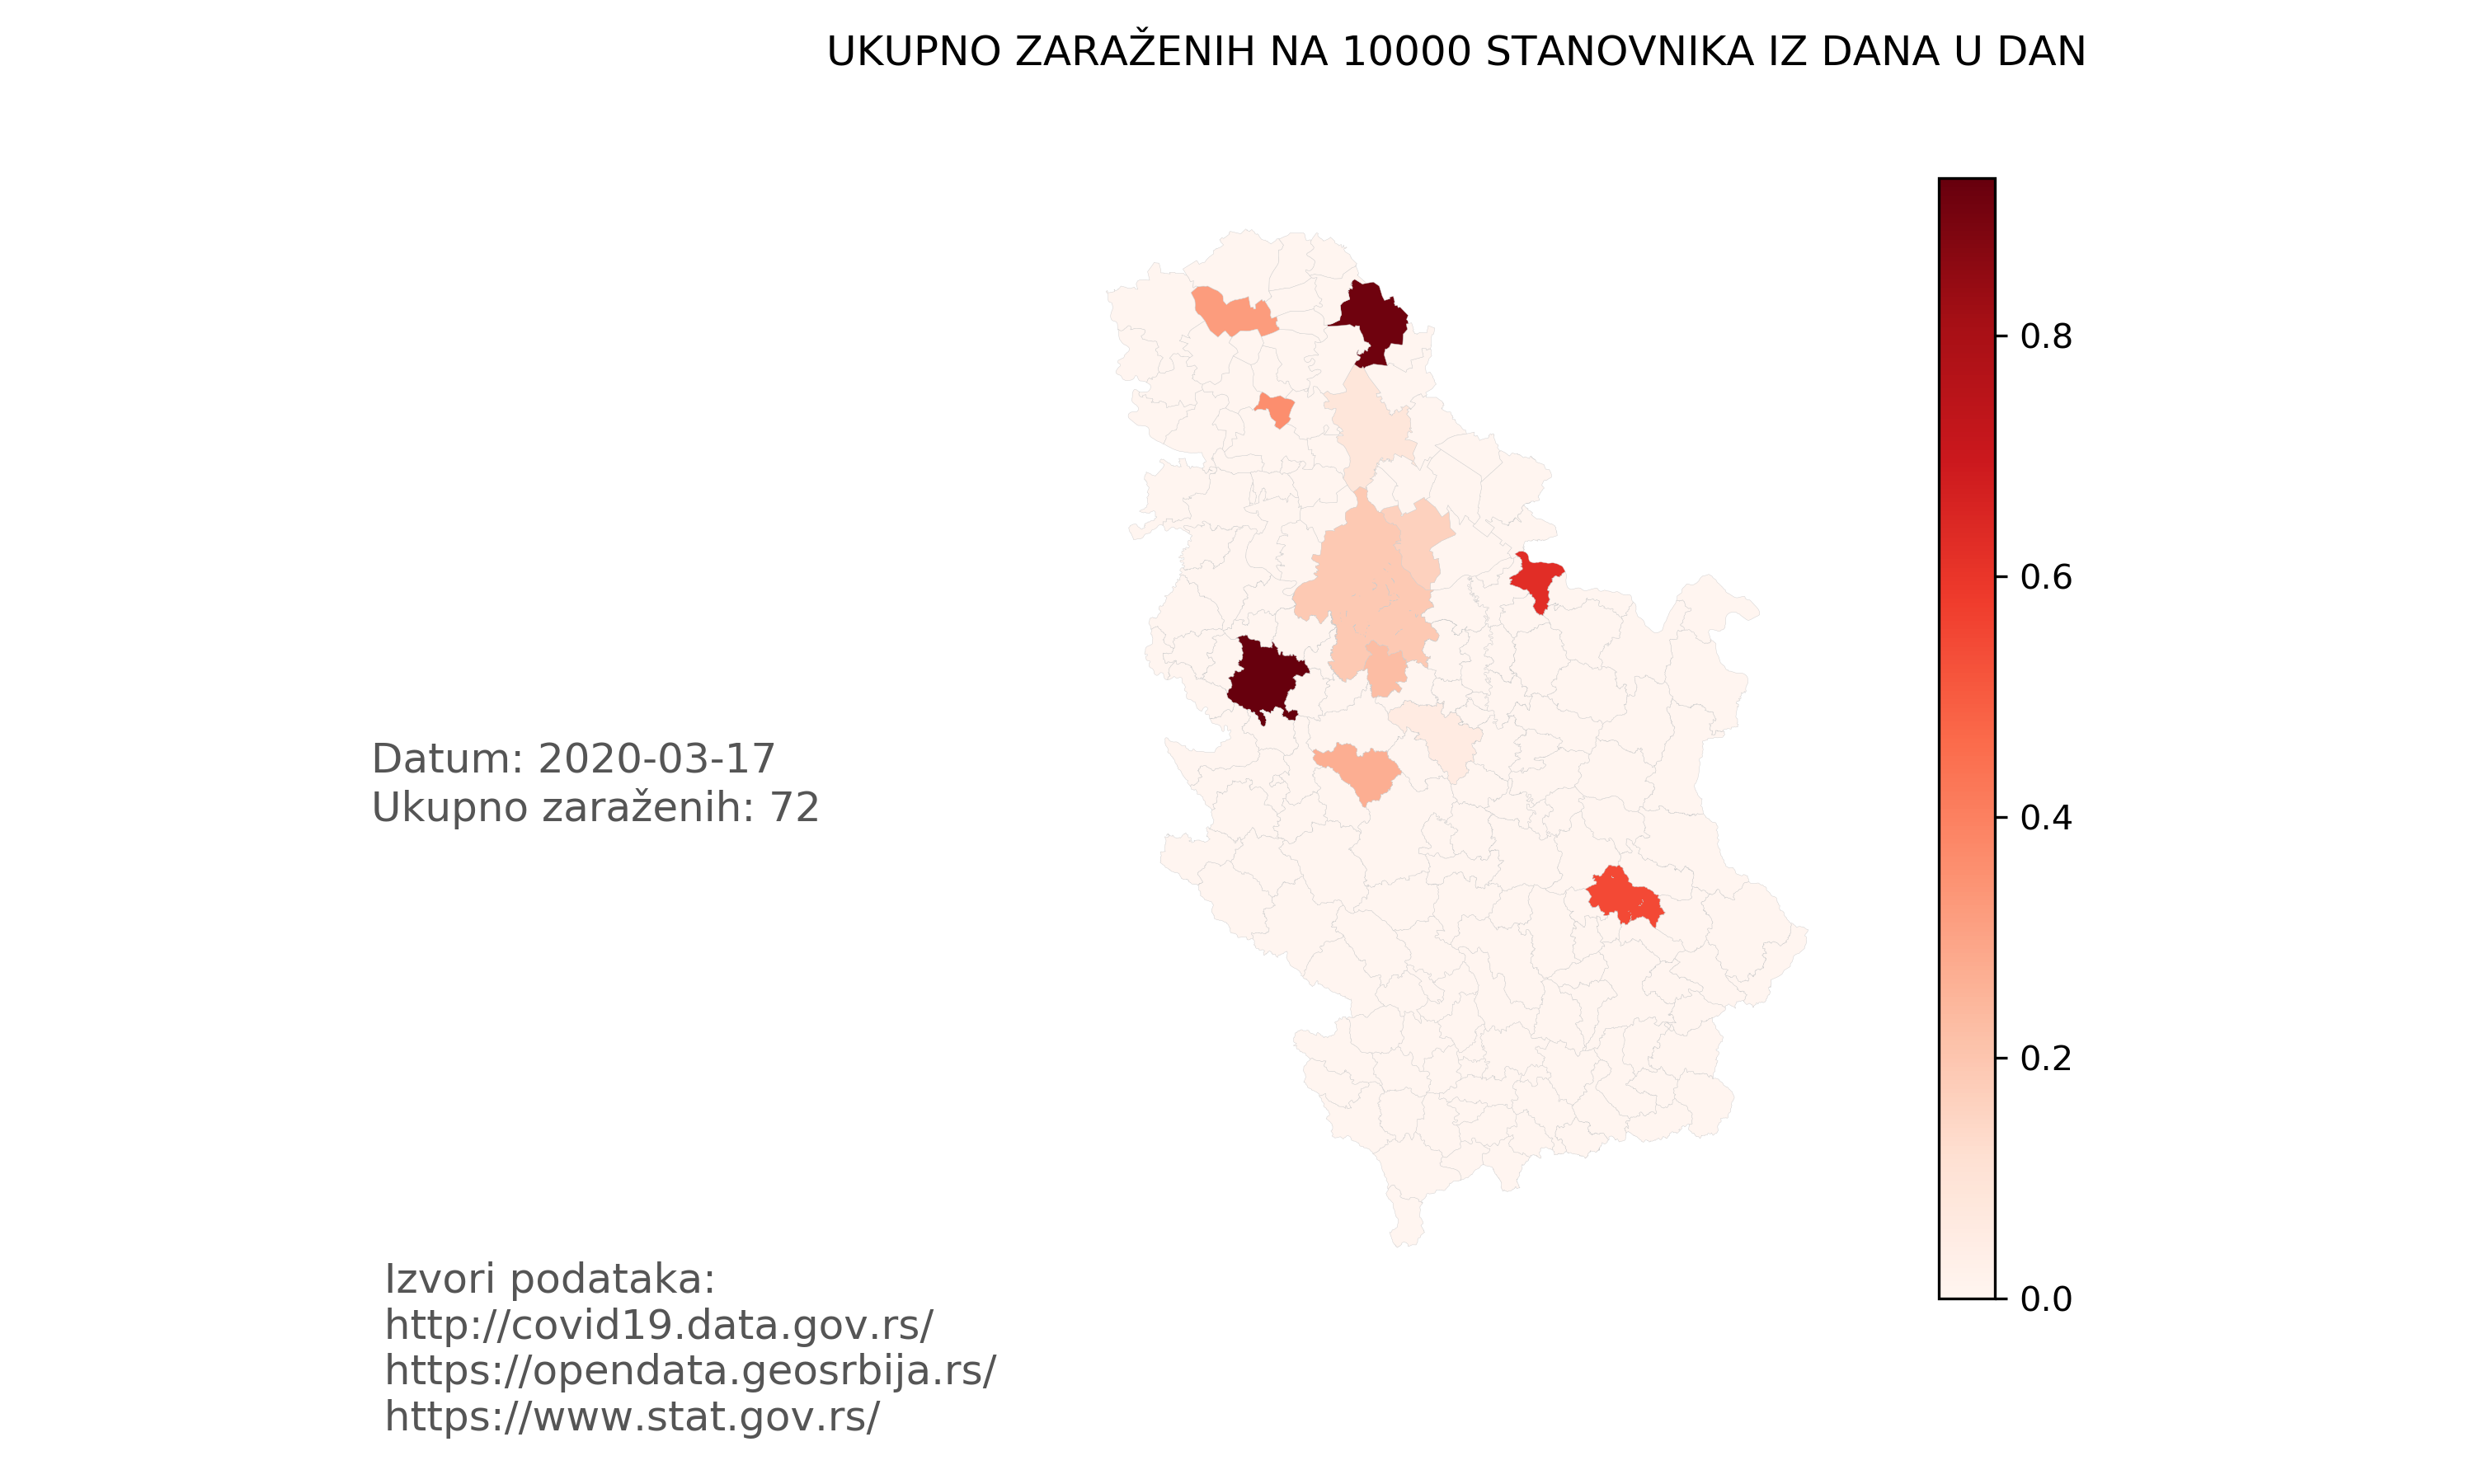 UKUPNO ZARAŽENIH NA 10000 STANOVNIKA IZ DANA U DAN
0.8
0.6
0.4
0.2
0.0
Datum: 2020-03-17
Ukupno zaraženih: 72
Izvori podataka:
http://covid19.data.gov.rs/
https://opendata.geosrbija.rs/
https://www.stat.gov.rs/